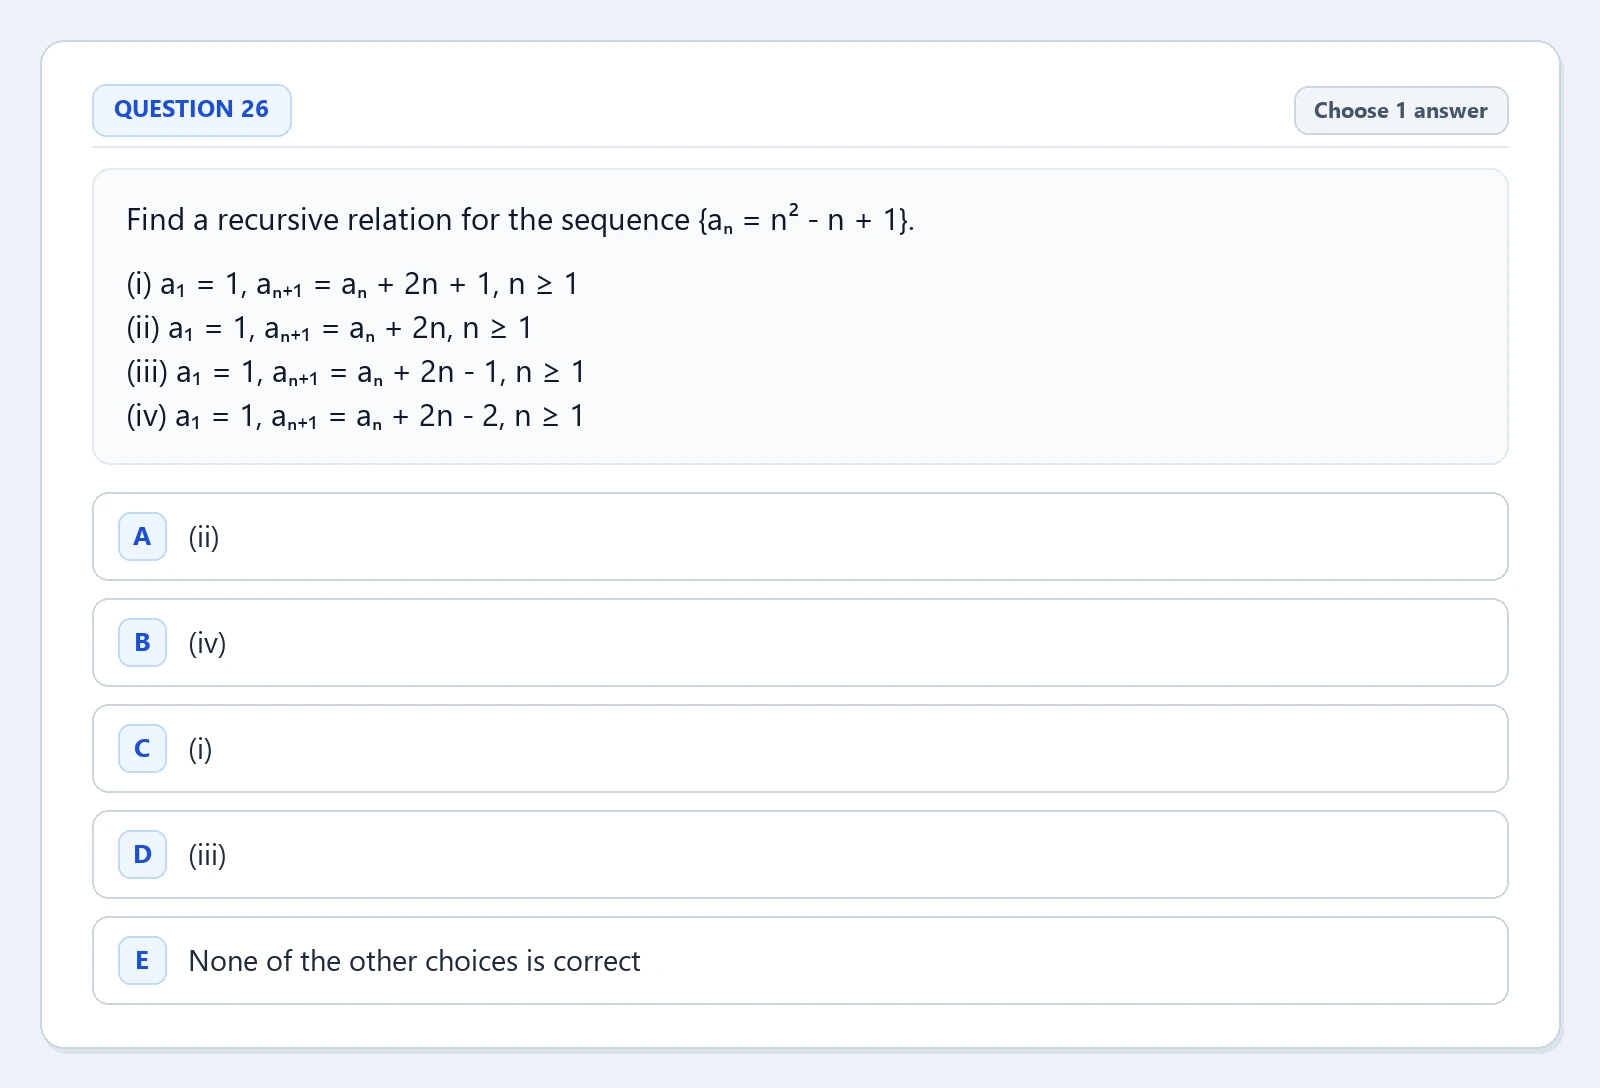 QUESTION 26
Choose 1 answer
Find a recursive relation for the sequence {aₙ = n² - n + 1}.
(i) a₁ = 1, aₙ₊₁ = aₙ + 2n + 1, n ≥ 1
(ii) a₁ = 1, aₙ₊₁ = aₙ + 2n, n ≥ 1
(iii) a₁ = 1, aₙ₊₁ = aₙ + 2n - 1, n ≥ 1
(iv) a₁ = 1, aₙ₊₁ = aₙ + 2n - 2, n ≥ 1
A (ii)
B (iv)
C (i)
D (iii)
E None of the other choices is correct